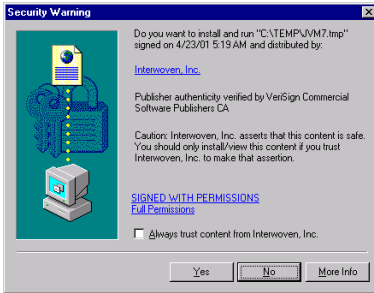 Security Warning
Do you want to install and run "C:\TEMP\JVM7.tmp"
signed on 4/23/01 5:19 AM and distributed by:
Interwoven, Inc.
Publisher authenticity verified by VeriSign Commercial
Software Publishers CA
Caution: Interwoven, Inc. asserts that this content is safe.
You should only install/view this content if you trust
Interwoven, Inc. to make that assertion.
SIGNED WITH PERMISSIONS
Full Permissions
Always trust content from Interwoven, Inc.
Yes No More Info